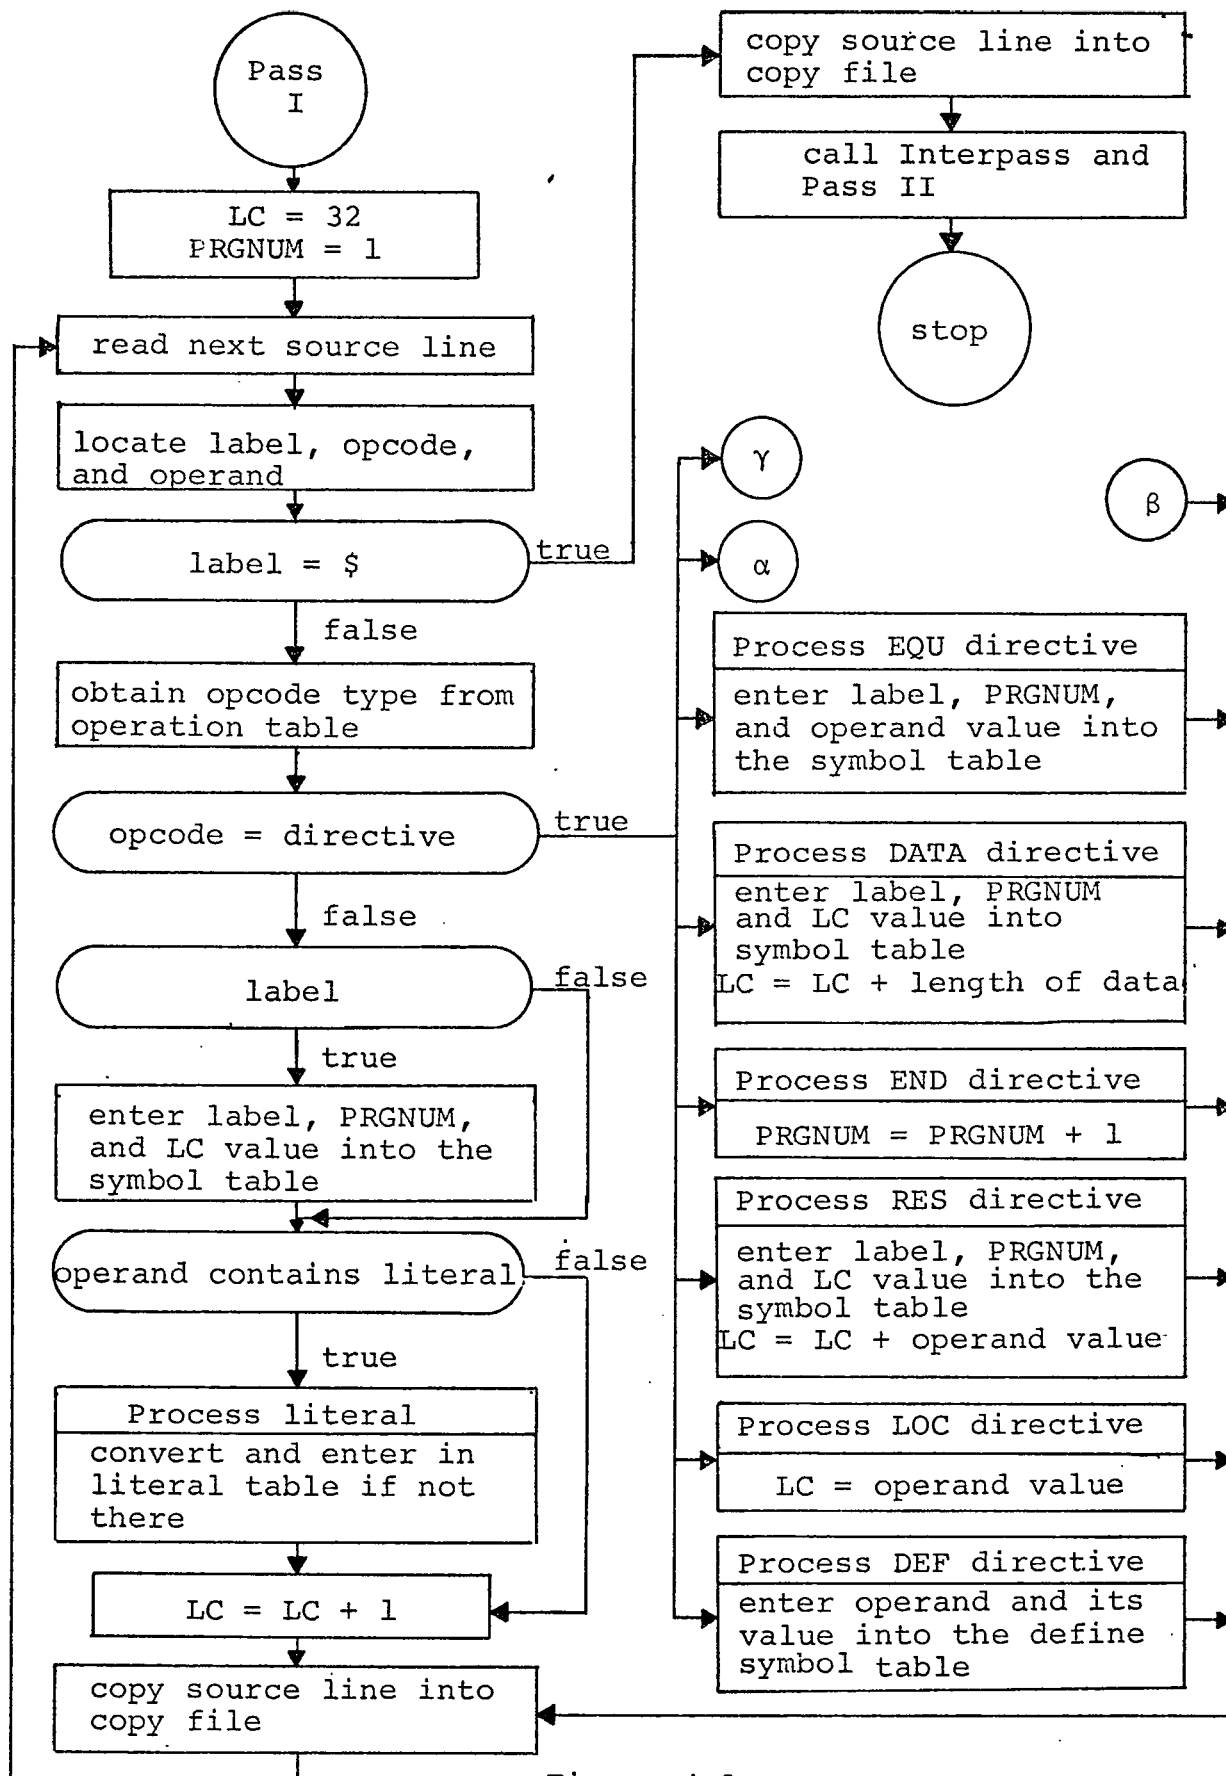 Pass
I
LC = 32
PRGNUM = 1
read next source line
locate label, opcode,
and operand
label = $
true
false
obtain opcode type from
operation table
opcode = directive
true
false
label
false
true
enter label, PRGNUM,
and LC value into the
symbol table
operand contains literal
false
true
Process literal
convert and enter in
literal table if not
there
LC = LC + 1
copy source line into
copy file
copy source line into
copy file
call Interpass and
Pass II
stop
γ
α
β
Process EQU directive
enter label, PRGNUM,
and operand value into
the symbol table
Process DATA directive
enter label, PRGNUM
and LC value into
symbol table
LC = LC + length of data
Process END directive
PRGNUM = PRGNUM + 1
Process RES directive
enter label, PRGNUM,
and LC value into the
symbol table
LC = LC + operand value
Process LOC directive
LC = operand value
Process DEF directive
enter operand and its
value into the define
symbol table